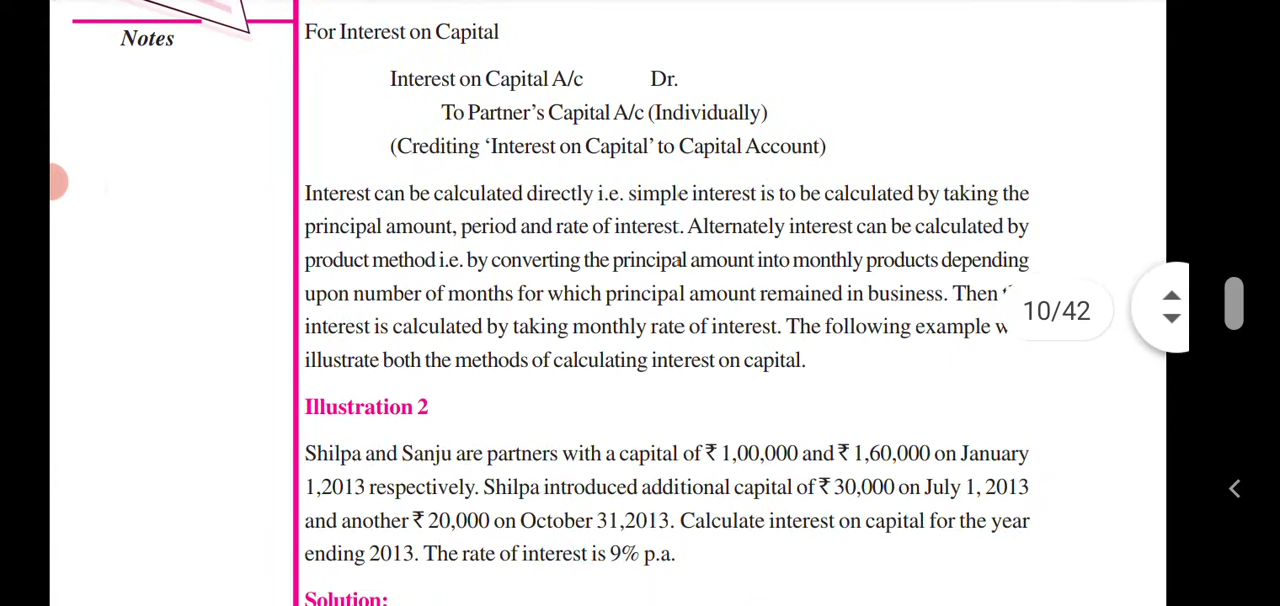 Notes
For Interest on Capital
Interest on Capital A/c Dr.
To Partner's Capital A/c (Individually)
(Crediting ‘Interest on Capital’ to Capital Account)
Interest can be calculated directly i.e. simple interest is to be calculated by taking the
principal amount, period and rate of interest. Alternately interest can be calculated by
product method i.e. by converting the principal amount into monthly products depending
upon number of months for which principal amount remained in business. Then
interest is calculated by taking monthly rate of interest. The following example
illustrate both the methods of calculating interest on capital.
10/42
Illustration 2
Shilpa and Sanju are partners with a capital of ₹ 1,00,000 and ₹ 1,60,000 on January
1,2013 respectively. Shilpa introduced additional capital of ₹ 30,000 on July 1, 2013
and another ₹ 20,000 on October 31,2013. Calculate interest on capital for the year
ending 2013. The rate of interest is 9% p.a.
Solution: